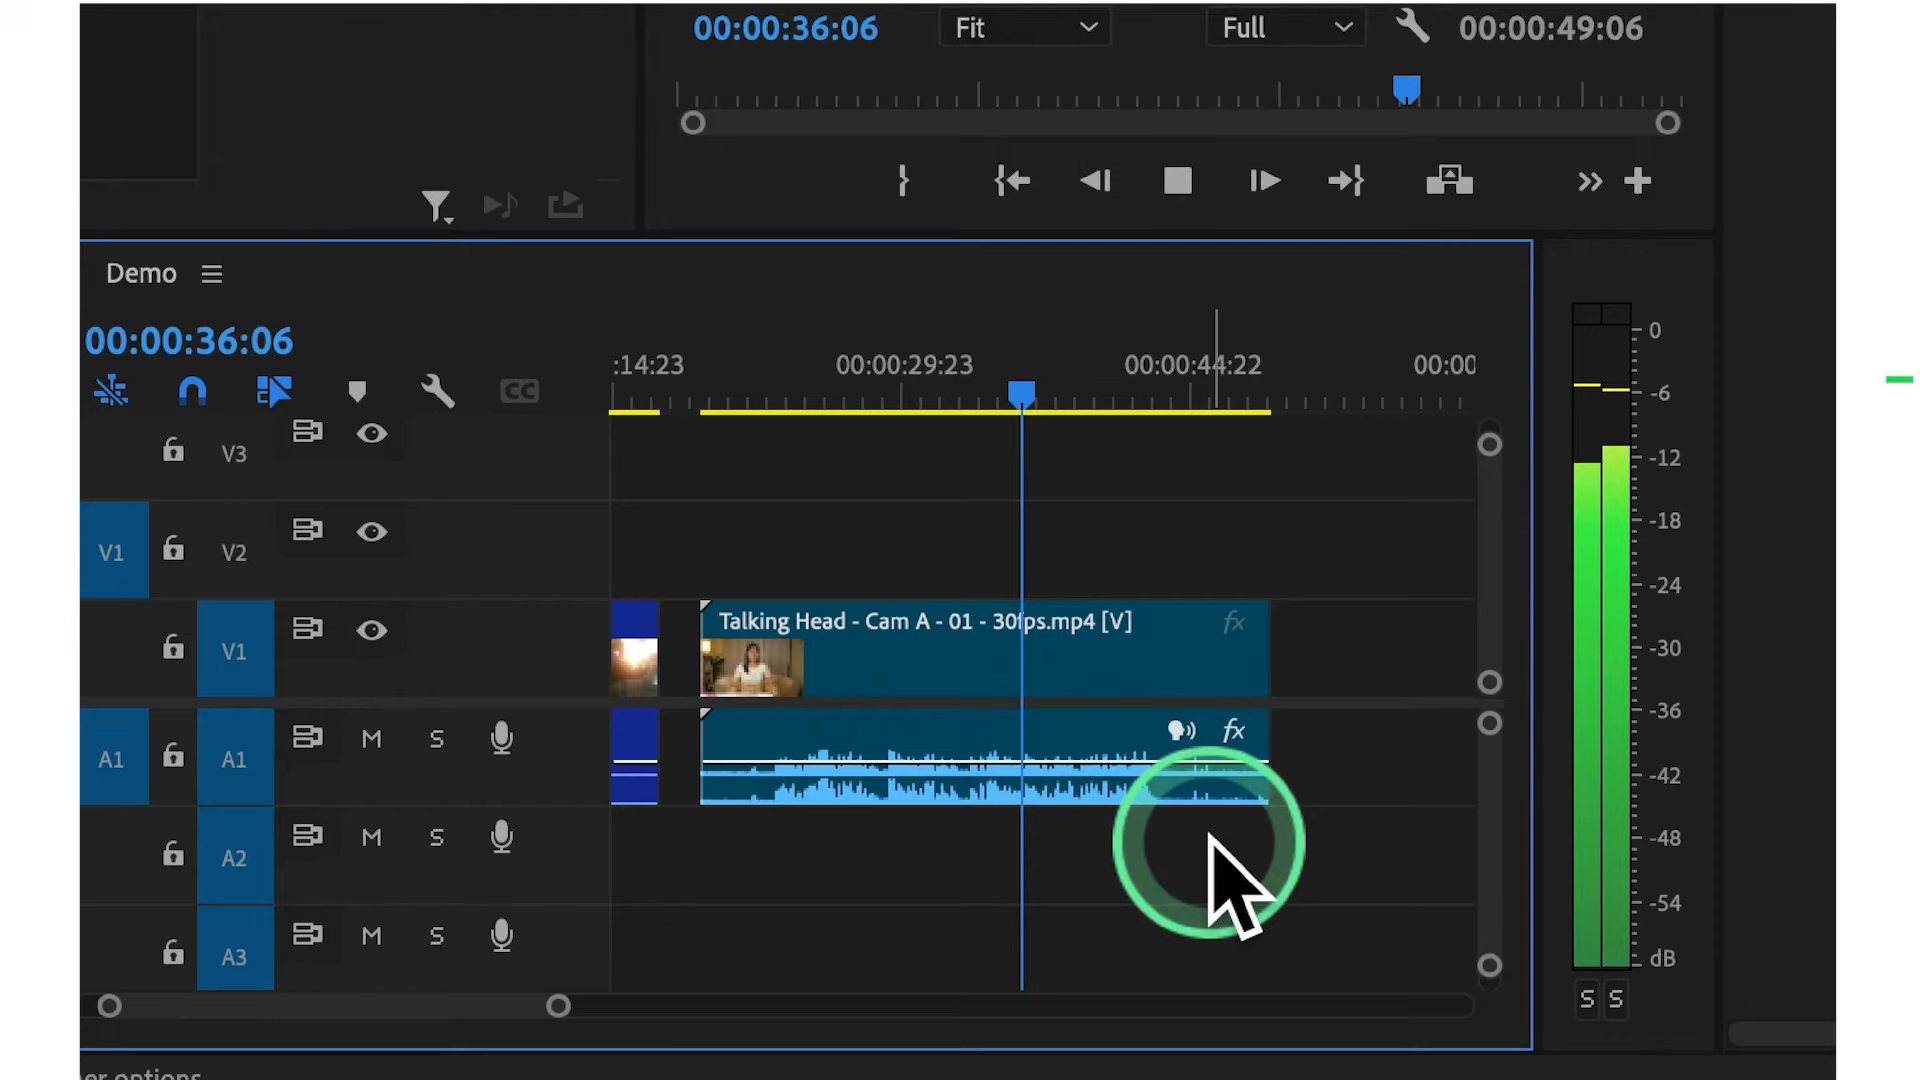 00:00:36:06 Fit Full 00:00:49:06
Demo
00:00:36:06
:14:23 00:00:29:23 00:00:44:22 00:00
CC
V3
V1 V2
V1 Talking Head - Cam A - 01 - 30fps.mp4 [V] fx
A1 A1 M S fx
A2 M S
A3 M S
0
-6
-12
-18
-24
-30
-36
-42
-48
-54
dB
S S
er options